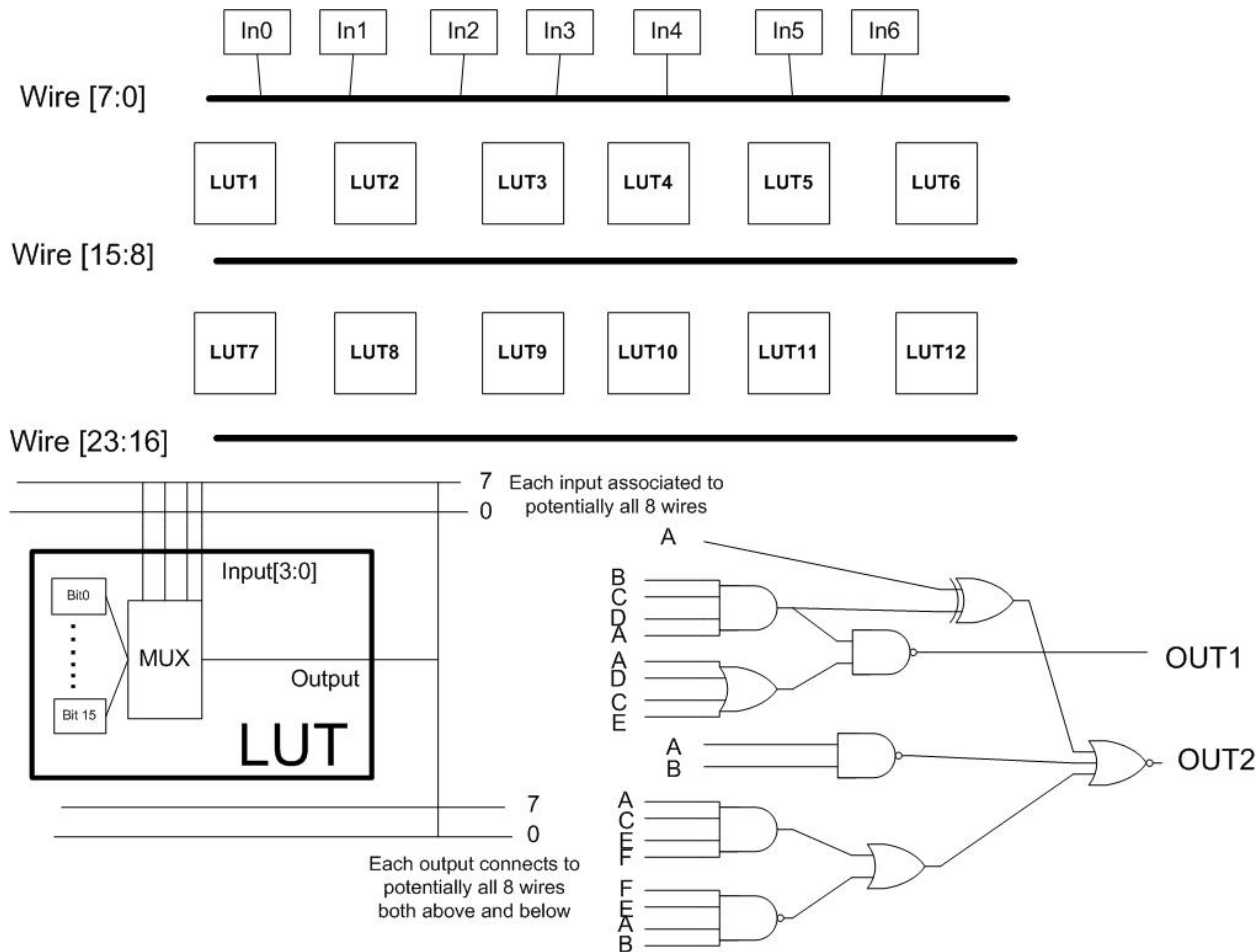 In0 In1 In2 In3 In4 In5 In6
Wire [7:0]
LUT1 LUT2 LUT3 LUT4 LUT5 LUT6
Wire [15:8]
LUT7 LUT8 LUT9 LUT10 LUT11 LUT12
Wire [23:16]
7
0
Each input associated to
potentially all 8 wires
Input[3:0]
Bit0
MUX
Output
Bit 15
LUT
7
0
Each output connects to
potentially all 8 wires
both above and below
A
B
C
D
A
A
D
C
E
OUT1
A
B
OUT2
A
C
E
F
F
E
A
B